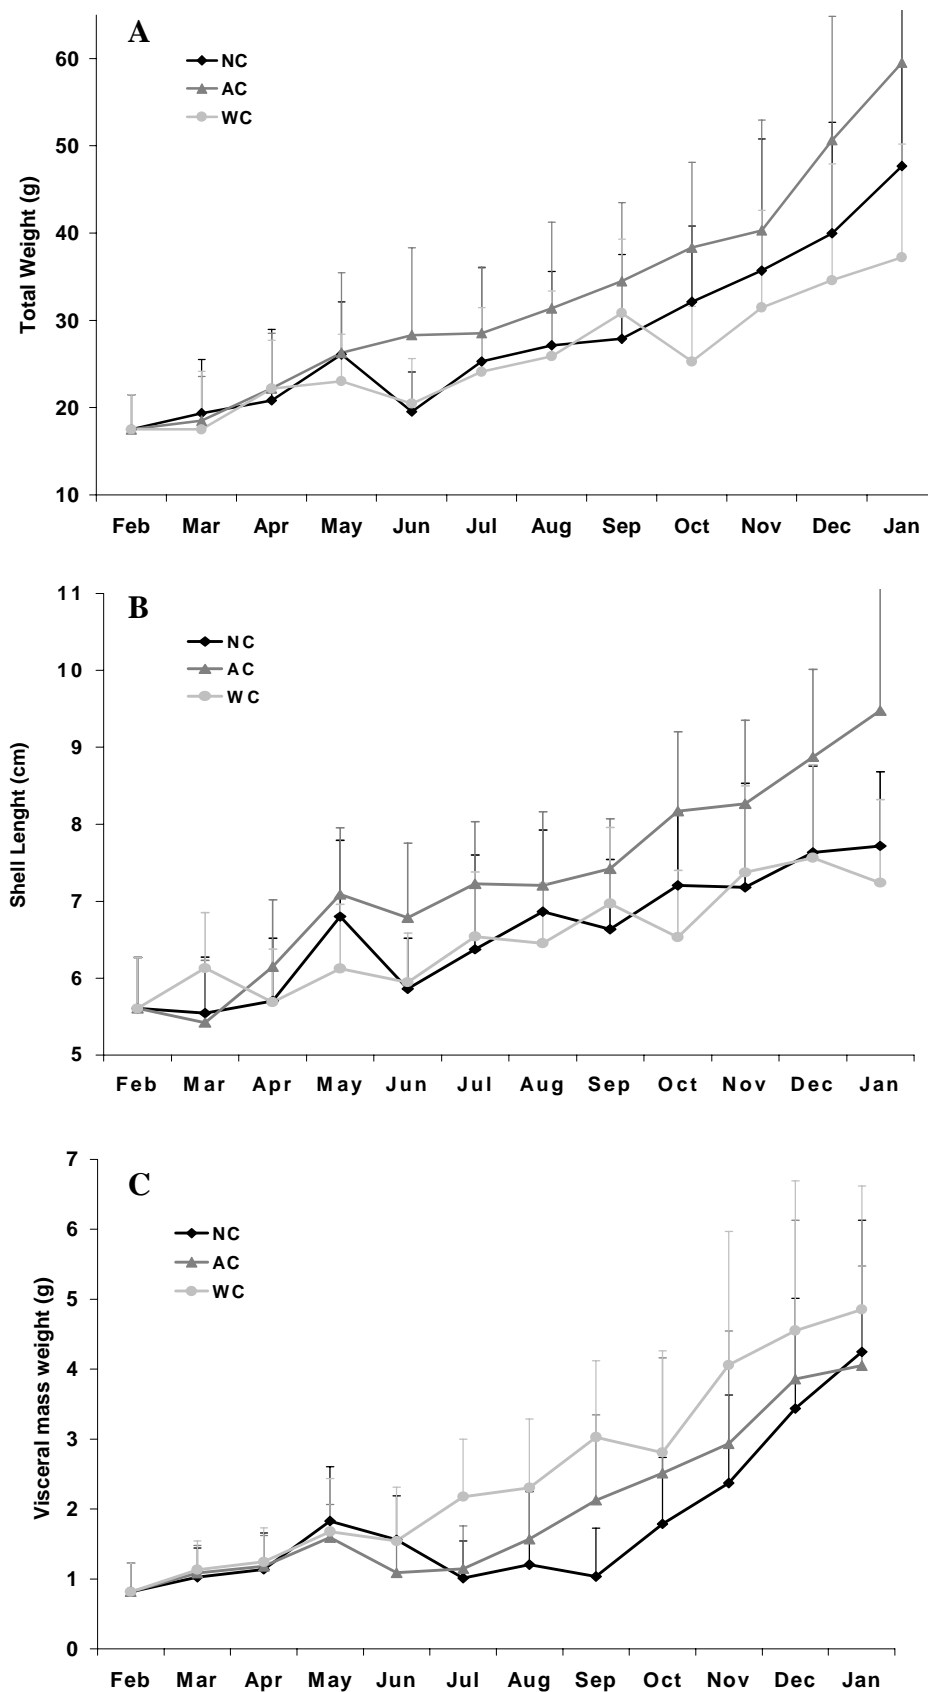 A
NC
AC
WC
Total Weight (g)
60
50
40
30
20
10
Feb Mar Apr May Jun Jul Aug Sep Oct Nov Dec Jan
B
NC
AC
WC
Shell Lenght (cm)
11
10
9
8
7
6
5
Feb Mar Apr May Jun Jul Aug Sep Oct Nov Dec Jan
C
NC
AC
WC
Visceral mass weight (g)
7
6
5
4
3
2
1
0
Feb Mar Apr May Jun Jul Aug Sep Oct Nov Dec Jan